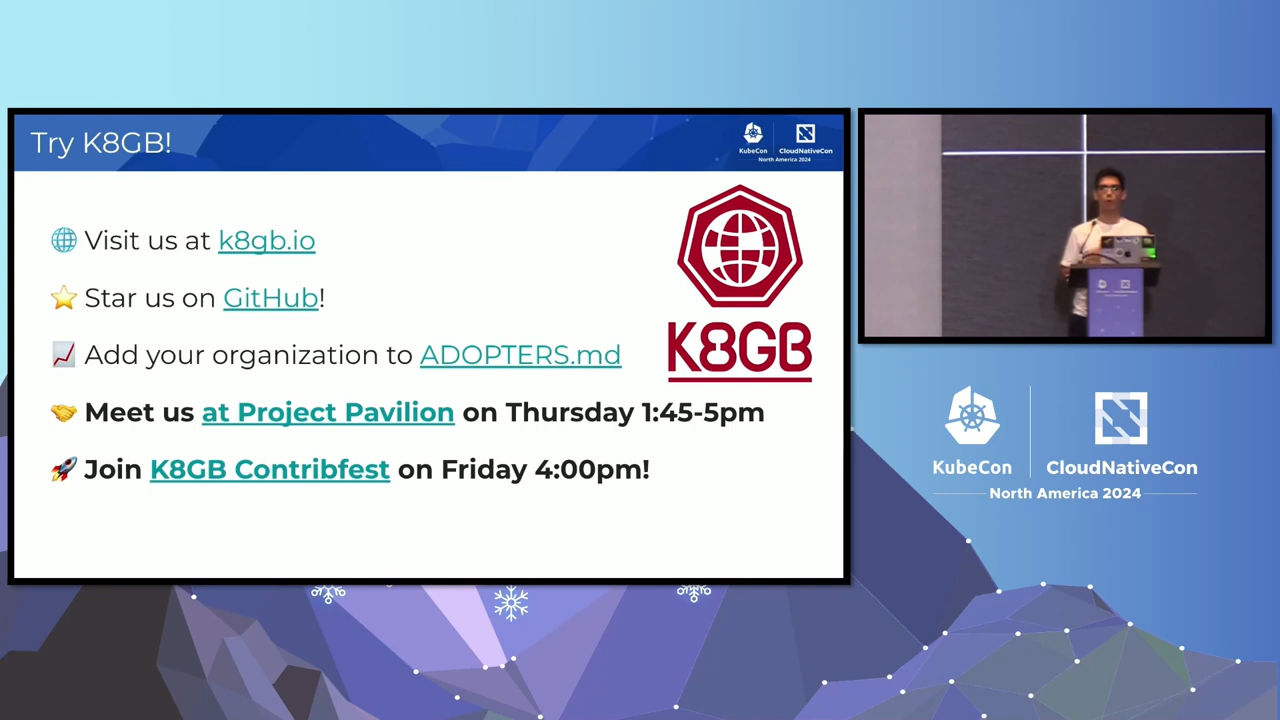 Try K8GB!
KubeCon
CloudNativeCon
North America 2024
Visit us at k8gb.io
Star us on GitHub!
Add your organization to ADOPTERS.md
Meet us at Project Pavilion on Thursday 1:45-5pm
Join K8GB Contribfest on Friday 4:00pm!
K8GB
KubeCon
CloudNativeCon
North America 2024